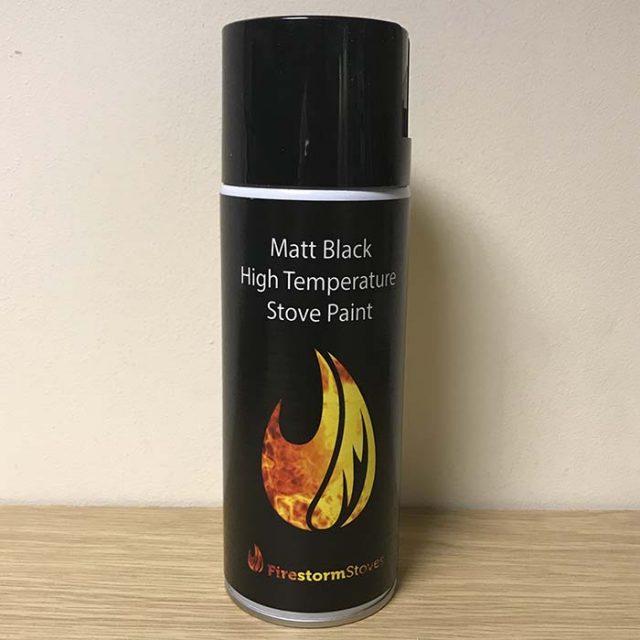 Matt Black
High Temperature
Stove Paint
FirestormStoves